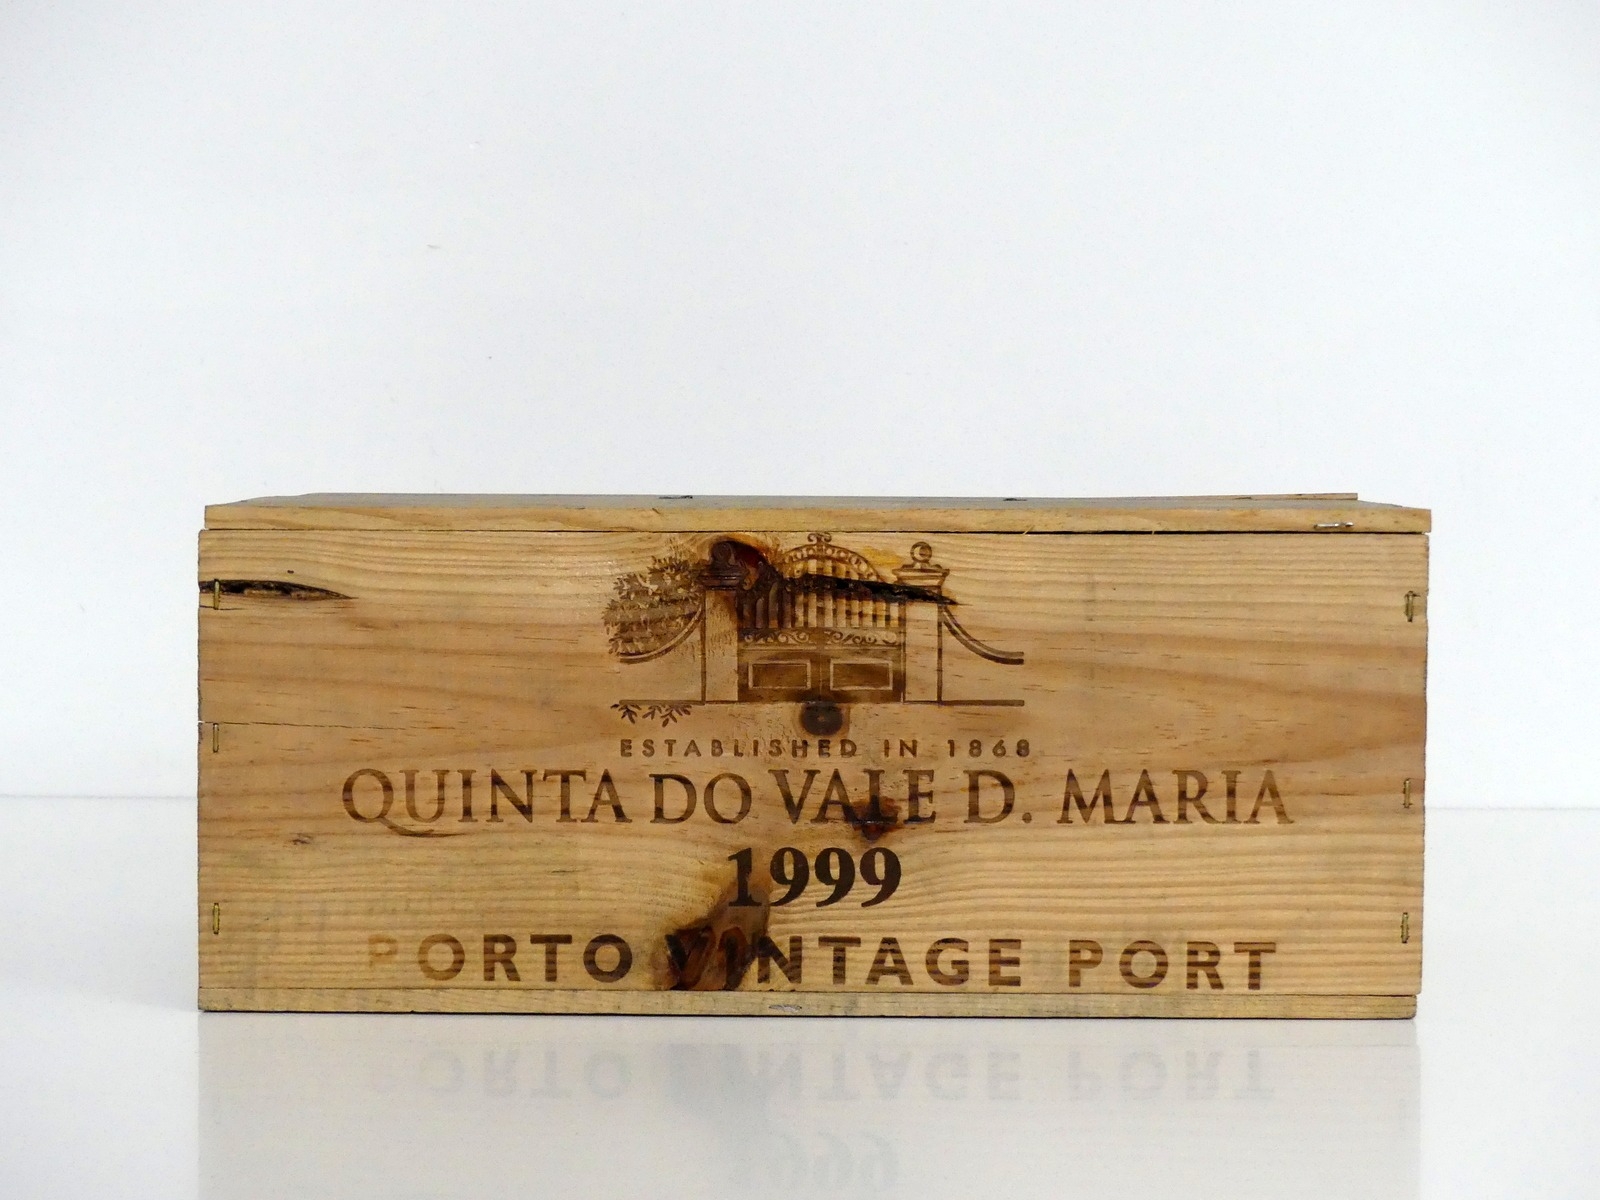 ESTABLISHED IN 1868
QUINTA DO VALE D. MARIA
1999
PORTO VINTAGE PORT